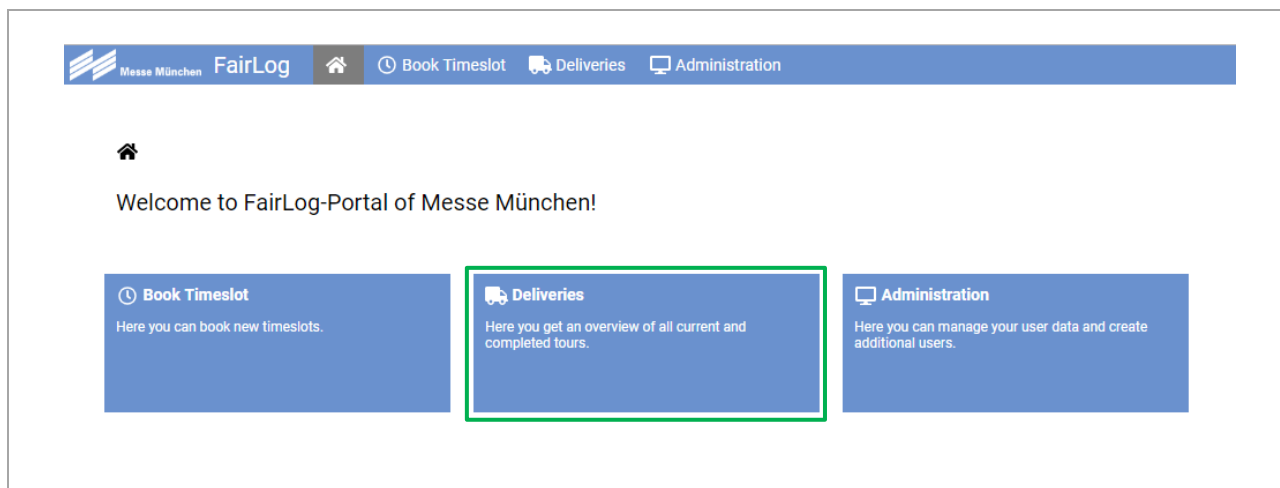 Messe München FairLog Book Timeslot Deliveries Administration
Welcome to FairLog-Portal of Messe München!
Book Timeslot
Here you can book new timeslots.
Deliveries
Here you get an overview of all current and
completed tours.
Administration
Here you can manage your user data and create
additional users.